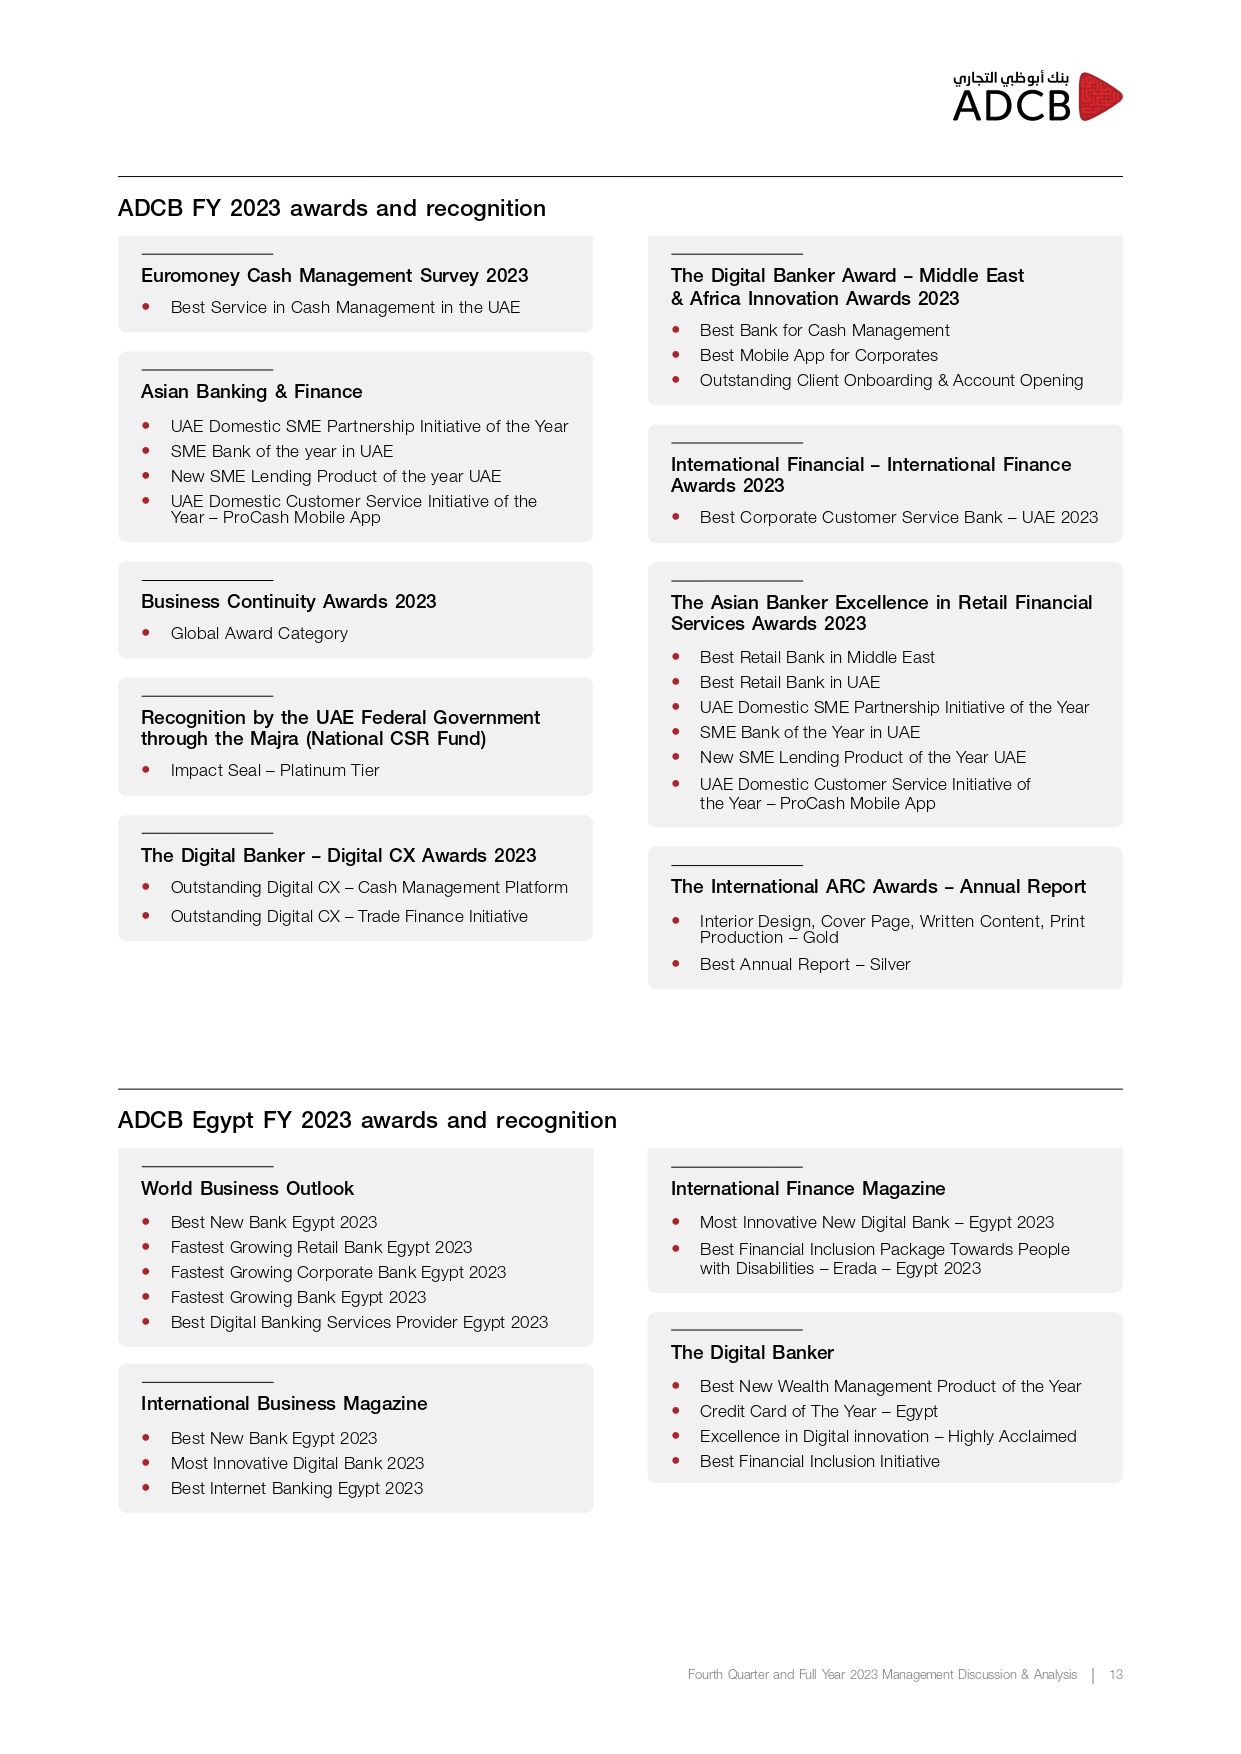 بنك أبوظبي التجاري
ADCB
ADCB FY 2023 awards and recognition
Euromoney Cash Management Survey 2023
• Best Service in Cash Management in the UAE
Asian Banking & Finance
• UAE Domestic SME Partnership Initiative of the Year
• SME Bank of the year in UAE
• New SME Lending Product of the year UAE
• UAE Domestic Customer Service Initiative of the
Year – ProCash Mobile App
Business Continuity Awards 2023
• Global Award Category
Recognition by the UAE Federal Government
through the Majra (National CSR Fund)
• Impact Seal – Platinum Tier
The Digital Banker – Digital CX Awards 2023
• Outstanding Digital CX – Cash Management Platform
• Outstanding Digital CX – Trade Finance Initiative
The Digital Banker Award – Middle East
& Africa Innovation Awards 2023
• Best Bank for Cash Management
• Best Mobile App for Corporates
• Outstanding Client Onboarding & Account Opening
International Financial – International Finance
Awards 2023
• Best Corporate Customer Service Bank – UAE 2023
The Asian Banker Excellence in Retail Financial
Services Awards 2023
• Best Retail Bank in Middle East
• Best Retail Bank in UAE
• UAE Domestic SME Partnership Initiative of the Year
• SME Bank of the Year in UAE
• New SME Lending Product of the Year UAE
• UAE Domestic Customer Service Initiative of
the Year – ProCash Mobile App
The International ARC Awards – Annual Report
• Interior Design, Cover Page, Written Content, Print
Production – Gold
• Best Annual Report – Silver
ADCB Egypt FY 2023 awards and recognition
World Business Outlook
• Best New Bank Egypt 2023
• Fastest Growing Retail Bank Egypt 2023
• Fastest Growing Corporate Bank Egypt 2023
• Fastest Growing Bank Egypt 2023
• Best Digital Banking Services Provider Egypt 2023
International Business Magazine
• Best New Bank Egypt 2023
• Most Innovative Digital Bank 2023
• Best Internet Banking Egypt 2023
International Finance Magazine
• Most Innovative New Digital Bank – Egypt 2023
• Best Financial Inclusion Package Towards People
with Disabilities – Erada – Egypt 2023
The Digital Banker
• Best New Wealth Management Product of the Year
• Credit Card of The Year – Egypt
• Excellence in Digital innovation – Highly Acclaimed
• Best Financial Inclusion Initiative
Fourth Quarter and Full Year 2023 Management Discussion & Analysis | 13